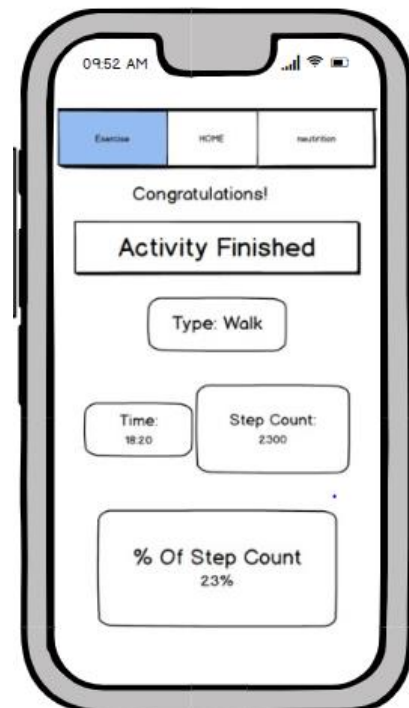 09:52 AM
Exercise HOME neutirtion
Congratulations!
Activity Finished
Type: Walk
Time:
18:20
Step Count:
2300
% Of Step Count
23%